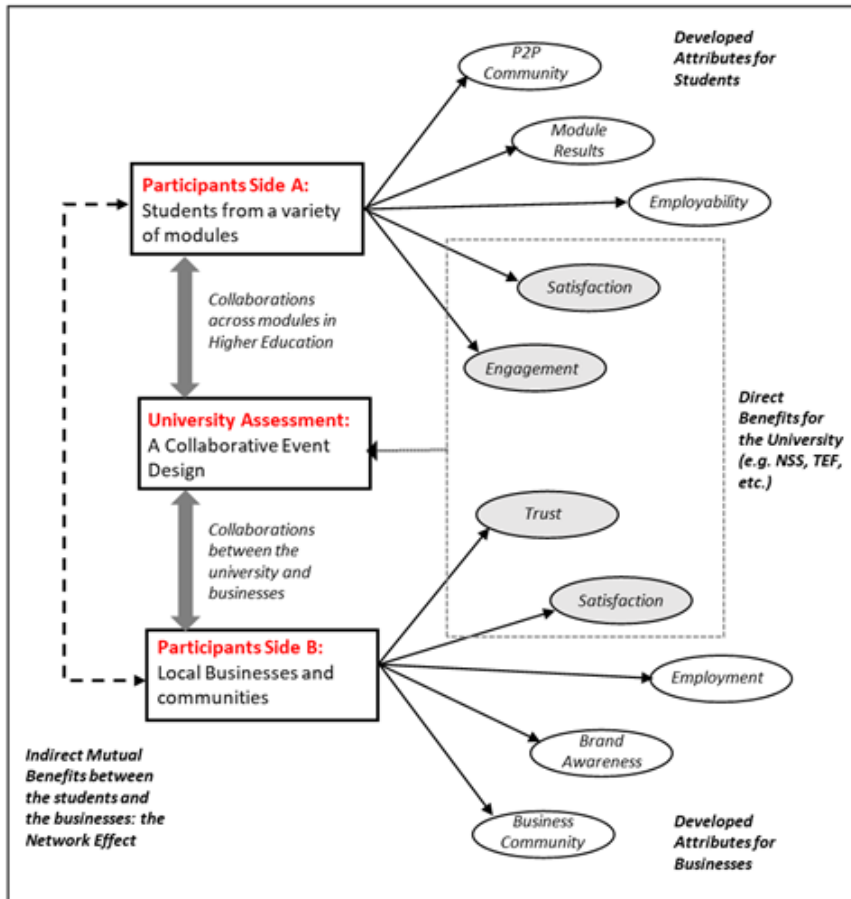 P2P
Community
Developed
Attributes for
Students
Module
Results
Participants Side A:
Students from a variety
of modules
Employability
Satisfaction
Collaborations
across modules in
Higher Education
Engagement
University Assessment:
A Collaborative Event
Design
Direct
Benefits for
the University
(e.g. NSS, TEF,
etc.)
Trust
Collaborations
between the
university and
businesses
Satisfaction
Participants Side B:
Local Businesses and
communities
Employment
Brand
Awareness
Indirect Mutual
Benefits between
the students and
the businesses: the
Network Effect
Business
Community
Developed
Attributes for
Businesses